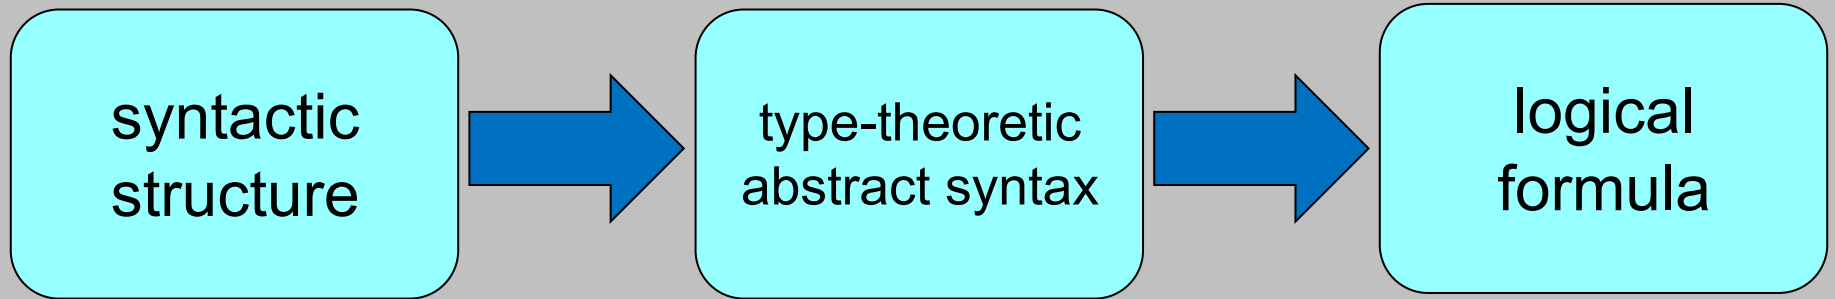 syntactic
structure
type-theoretic
abstract syntax
logical
formula